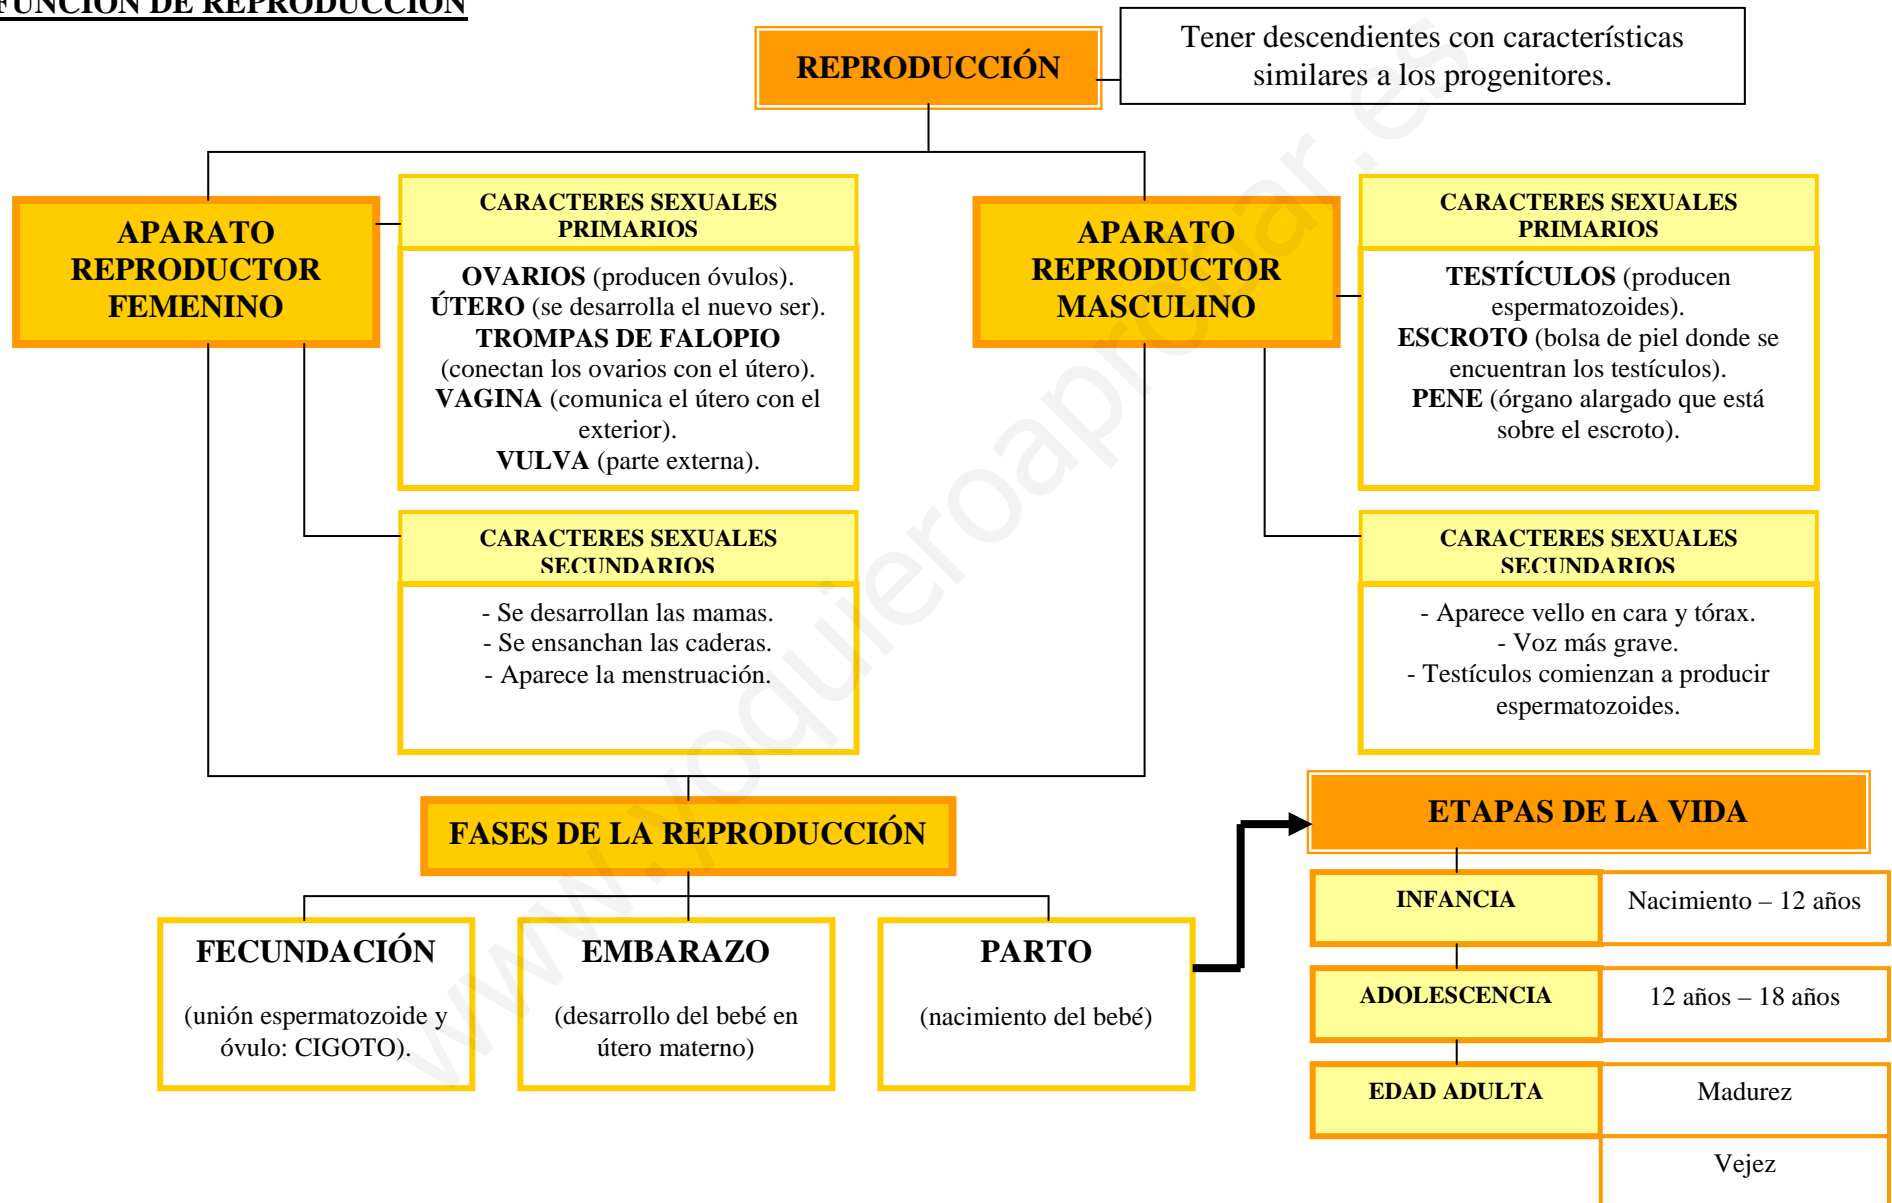 FUNCIÓN DE REPRODUCCIÓN
REPRODUCCIÓN
Tener descendientes con características
similares a los progenitores.
APARATO
REPRODUCTOR
FEMENINO
CARACTERES SEXUALES
PRIMARIOS
OVARIOS (producen óvulos).
ÚTERO (se desarrolla el nuevo ser).
TROMPAS DE FALOPIO
(conectan los ovarios con el útero).
VAGINA (comunica el útero con el
exterior).
VULVA (parte externa).
CARACTERES SEXUALES
SECUNDARIOS
- Se desarrollan las mamas.
- Se ensanchan las caderas.
- Aparece la menstruación.
APARATO
REPRODUCTOR
MASCULINO
CARACTERES SEXUALES
PRIMARIOS
TESTÍCULOS (producen
espermatozoides).
ESCROTO (bolsa de piel donde se
encuentran los testículos).
PENE (órgano alargado que está
sobre el escroto).
CARACTERES SEXUALES
SECUNDARIOS
- Aparece vello en cara y tórax.
- Voz más grave.
- Testículos comienzan a producir
espermatozoides.
FASES DE LA REPRODUCCIÓN
FECUNDACIÓN
(unión espermatozoide y
óvulo: CIGOTO).
EMBARAZO
(desarrollo del bebé en
útero materno)
PARTO
(nacimiento del bebé)
ETAPAS DE LA VIDA
INFANCIA
Nacimiento – 12 años
ADOLESCENCIA
12 años – 18 años
EDAD ADULTA
Madurez
Vejez
www.yoquieroaprobar.es